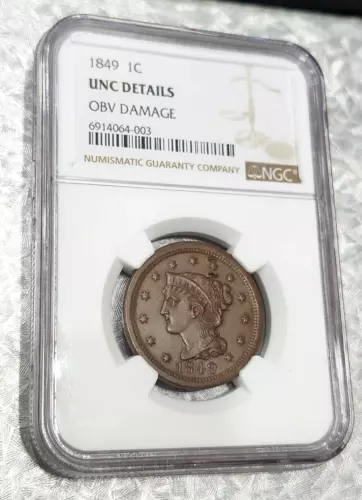 1849 1C
UNC DETAILS
OBV DAMAGE
6914064-003
NUMISMATIC GUARANTY COMPANY NGC
1849